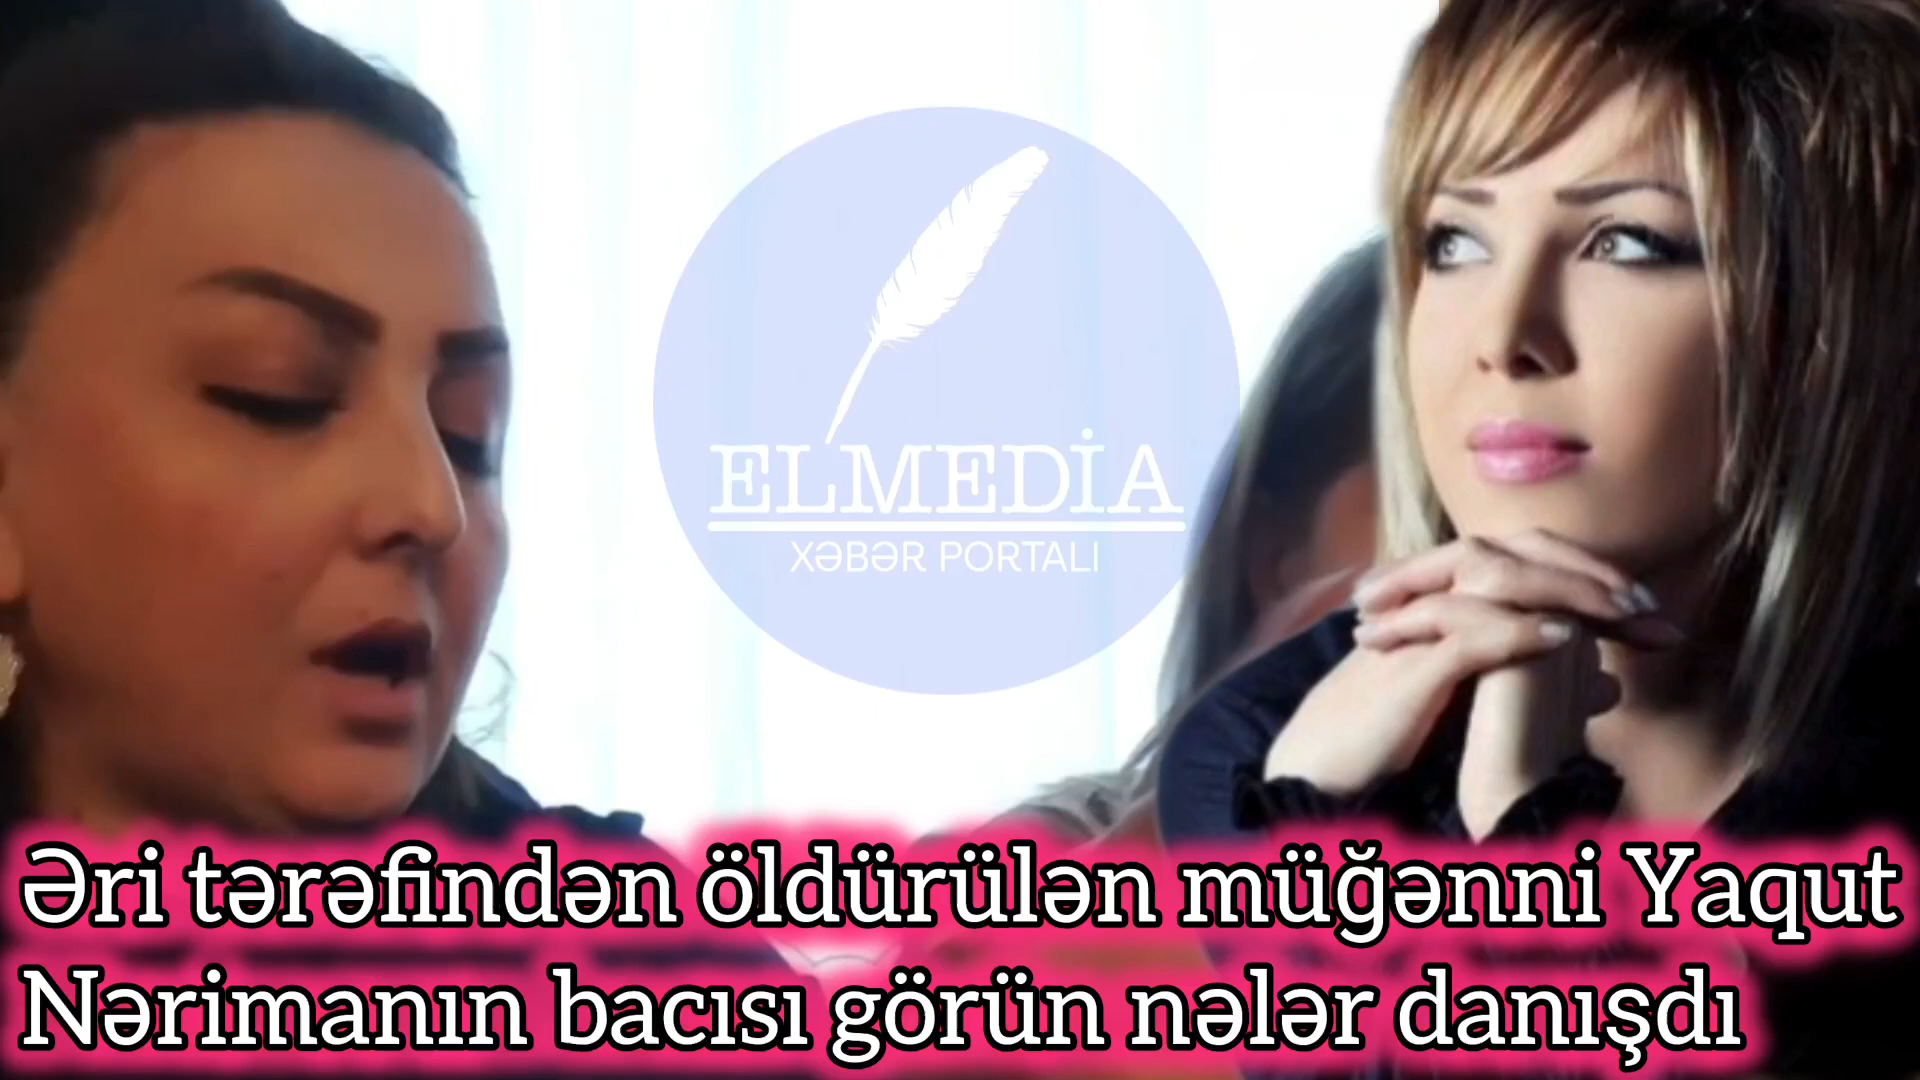 ELMEDİA
XƏBƏR PORTALI
Əri tərəfindən öldürülən müğənni Yaqut
Nərimanın bacısı görün nələr danışdı